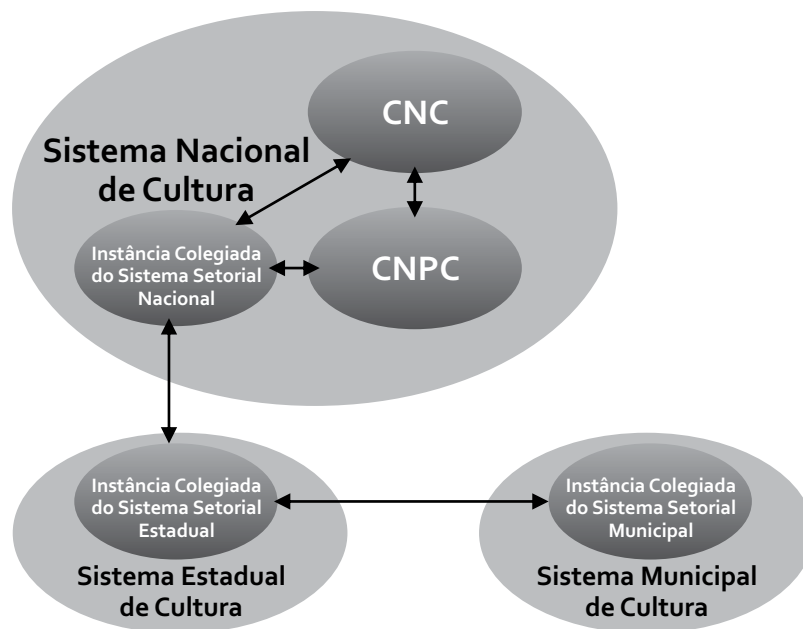 CNC
Sistema Nacional
de Cultura
Instância Colegiada
do Sistema Setorial
Nacional
CNPC
Instância Colegiada
do Sistema Setorial
Estadual
Sistema Estadual
de Cultura
Instância Colegiada
do Sistema Setorial
Municipal
Sistema Municipal
de Cultura